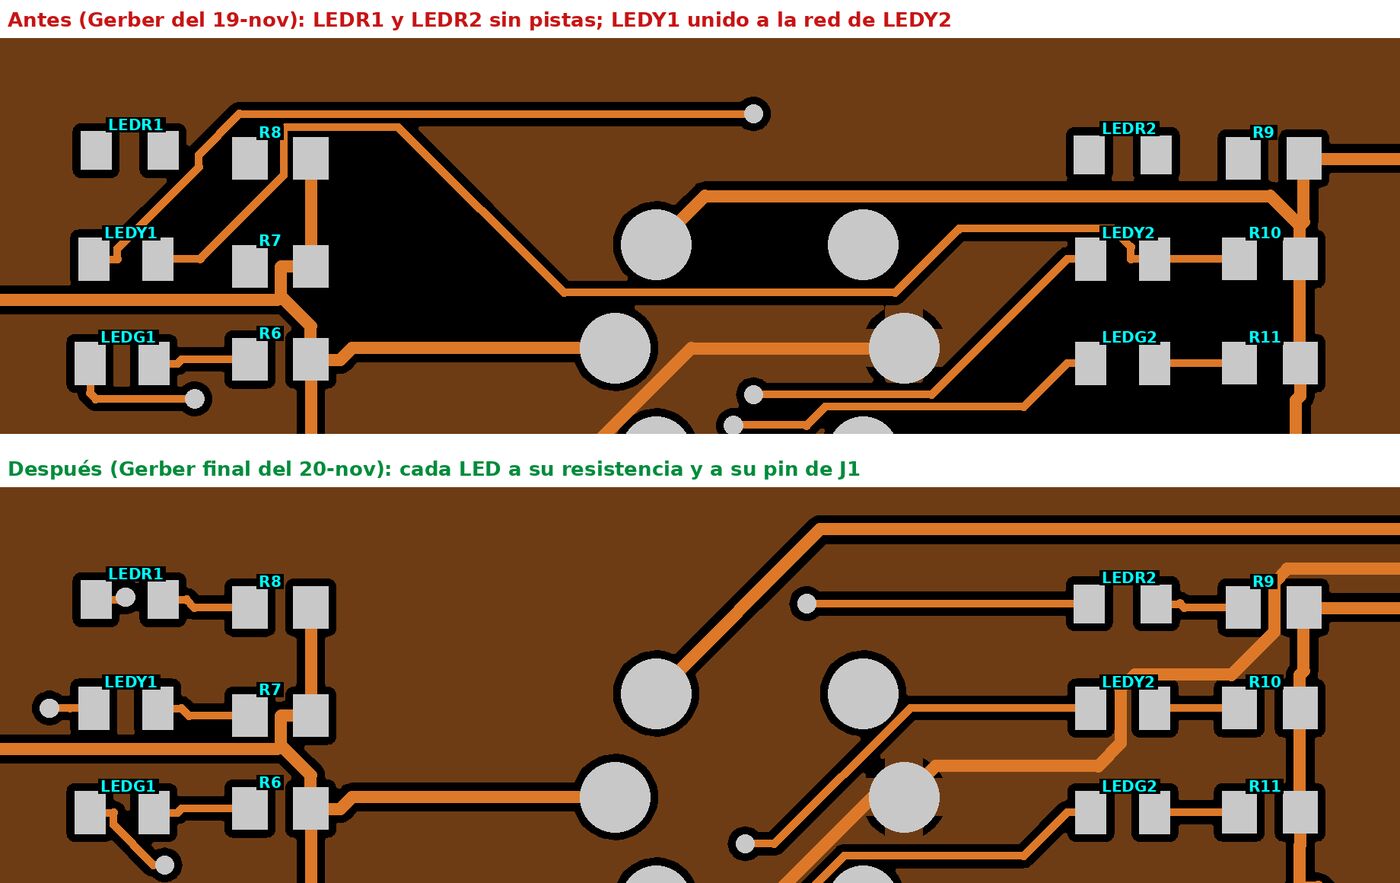 Antes (Gerber del 19-nov): LEDR1 y LEDR2 sin pistas; LEDY1 unido a la red de LEDY2
LEDR1
R8
LEDR2
R9
LEDY1
R7
LEDY2
R10
LEDG1
R6
LEDG2
R11
Después (Gerber final del 20-nov): cada LED a su resistencia y a su pin de J1
LEDR1
R8
LEDR2
R9
LEDY1
R7
LEDY2
R10
LEDG1
R6
LEDG2
R11